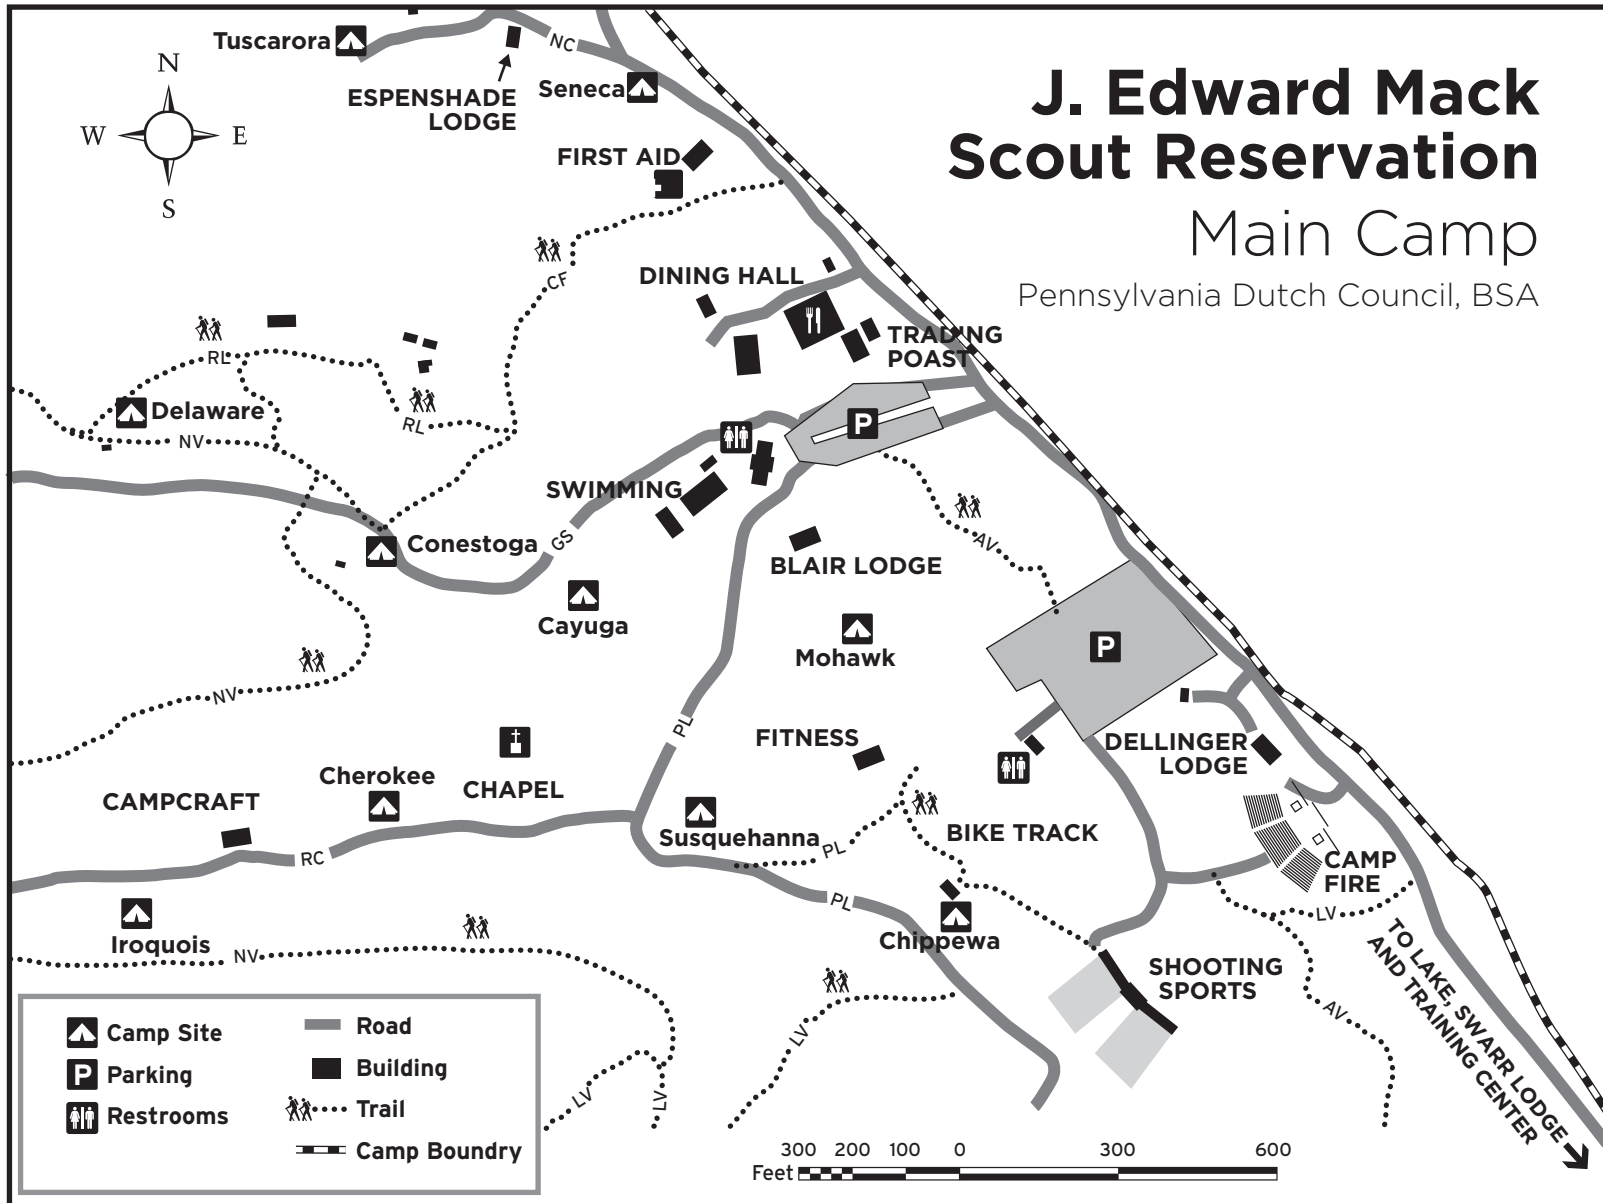 J. Edward Mack
Scout Reservation
Main Camp
Pennsylvania Dutch Council, BSA
N
W
E
S
Tuscarora
NC
ESPENSHADE
LODGE
Seneca
FIRST AID
CF
DINING HALL
TRADING
POAST
RL
RL
Delaware
NV
P
SWIMMING
GS
Conestoga
AV
BLAIR LODGE
Cayuga
Mohawk
P
NV
PL
FITNESS
DELLINGER
LODGE
CHAPEL
Cherokee
CAMPCRAFT
RC
Susquehanna
PL
BIKE TRACK
CAMP
FIRE
LV
PL
Iroquois
NV
Chippewa
SHOOTING
SPORTS
TO LAKE, SWARR LODGE
AND TRAINING CENTER
AV
LV
LV
LV
Camp Site
P Parking
Restrooms
Road
Building
Trail
Camp Boundry
300 200 100 0 300 600
Feet